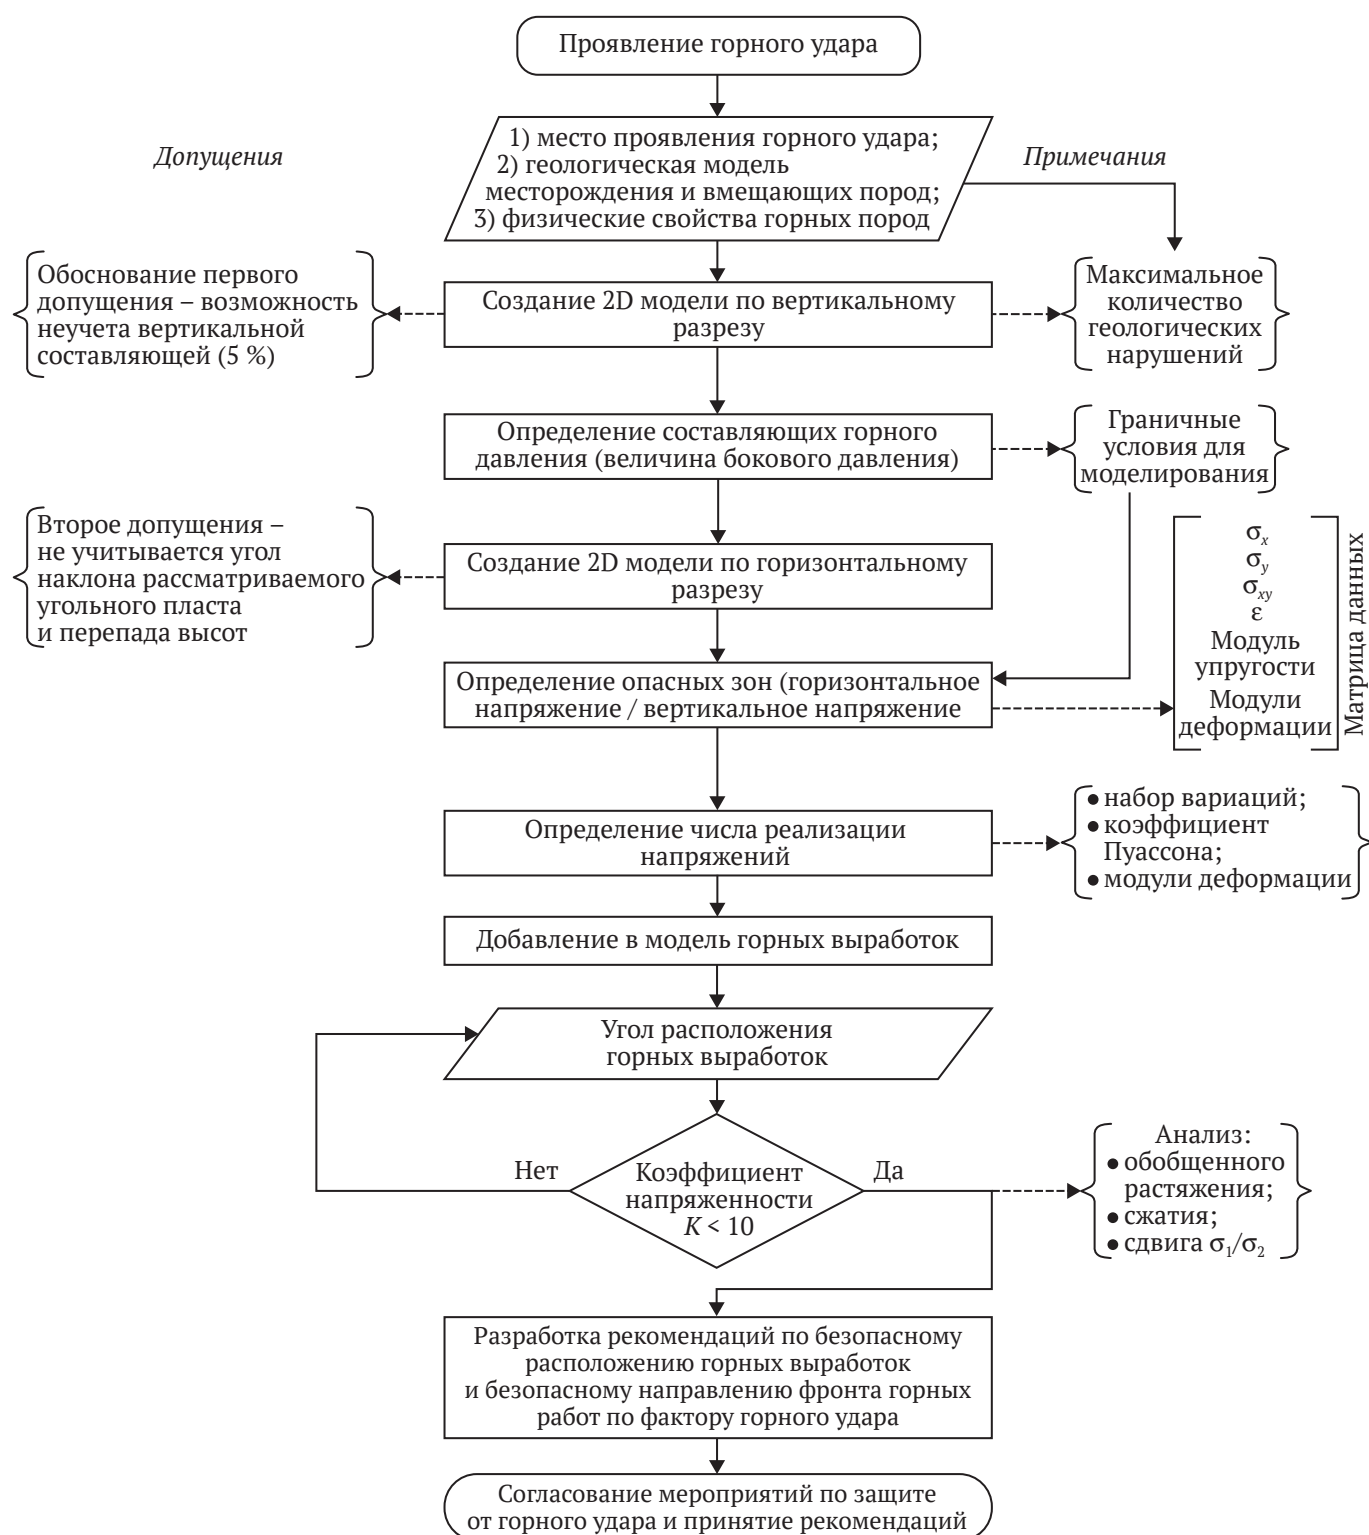 Проявление горного удара
Допущения
1) место проявления горного удара;
2) геологическая модель
месторождения и вмещающих пород;
3) физические свойства горных пород
Примечания
Обоснование первого
допущения – возможность
неучета вертикальной
составляющей (5 %)
Создание 2D модели по вертикальному
разрезу
Максимальное
количество
геологических
нарушений
Определение составляющих горного
давления (величина бокового давления)
Граничные
условия для
моделирования
Второе допущения –
не учитывается угол
наклона рассматриваемого
угольного пласта
и перепада высот
Создание 2D модели по горизонтальному
разрезу
σx
σy
σxy
ε
Модуль
упругости
Модули
деформации
Матрица данных
Определение опасных зон (горизонтальное
напряжение / вертикальное напряжение
Определение числа реализации
напряжений
● набор вариаций;
● коэффициент
Пуассона;
● модули деформации
Добавление в модель горных выработок
Угол расположения
горных выработок
Нет
Коэффициент
напряженности
K < 10
Да
Анализ:
● обобщенного
растяжения;
● сжатия;
● сдвига σ1/σ2
Разработка рекомендаций по безопасному
расположению горных выработок
и безопасному направлению фронта горных
работ по фактору горного удара
Согласование мероприятий по защите
от горного удара и принятие рекомендаций